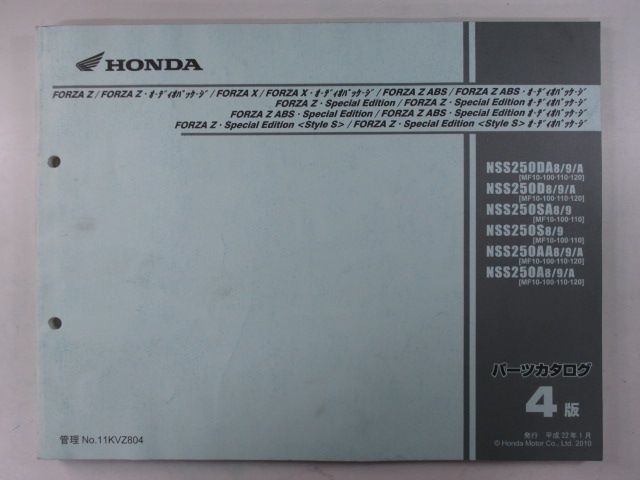 HONDA
FORZA Z / FORZA Z・ｵｰﾃﾞｨｵﾊﾟｯｹｰｼﾞ / FORZA X / FORZA X・ｵｰﾃﾞｨｵﾊﾟｯｹｰｼﾞ / FORZA Z ABS / FORZA Z ABS・ｵｰﾃﾞｨｵﾊﾟｯｹｰｼﾞ
FORZA Z・Special Edition / FORZA Z・Special Edition ｵｰﾃﾞｨｵﾊﾟｯｹｰｼﾞ
FORZA Z ABS・Special Edition / FORZA Z ABS・Special Edition ｵｰﾃﾞｨｵﾊﾟｯｹｰｼﾞ
FORZA Z・Special Edition <Style S> / FORZA Z・Special Edition <Style S> ｵｰﾃﾞｨｵﾊﾟｯｹｰｼﾞ
NSS250DA8/9/A
[MF10-100･110･120]
NSS250D8/9/A
[MF10-100･110･120]
NSS250SA8/9
[MF10-100･110]
NSS250S8/9
[MF10-100･110]
NSS250AA8/9/A
[MF10-100･110･120]
NSS250A8/9/A
[MF10-100･110･120]
パーツカタログ
4版
発行 平成22年1月
© Honda Motor Co., Ltd. 2010
管理 No.11KVZ804